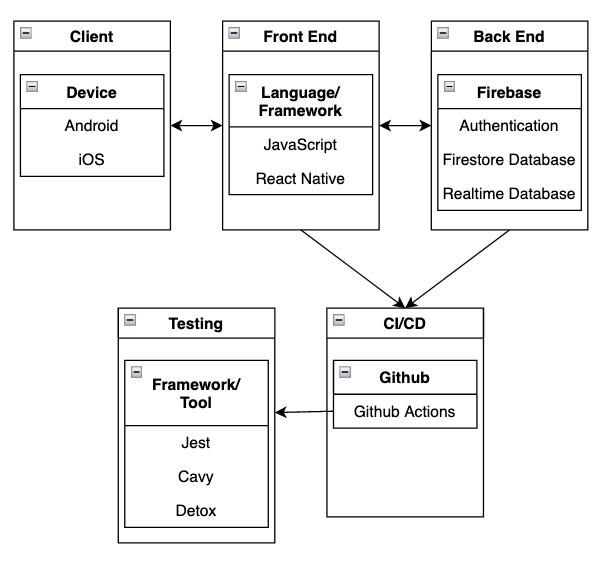 Client
Device
Android
iOS
Front End
Language/
Framework
JavaScript
React Native
Back End
Firebase
Authentication
Firestore Database
Realtime Database
Testing
Framework/
Tool
Jest
Cavy
Detox
CI/CD
Github
Github Actions